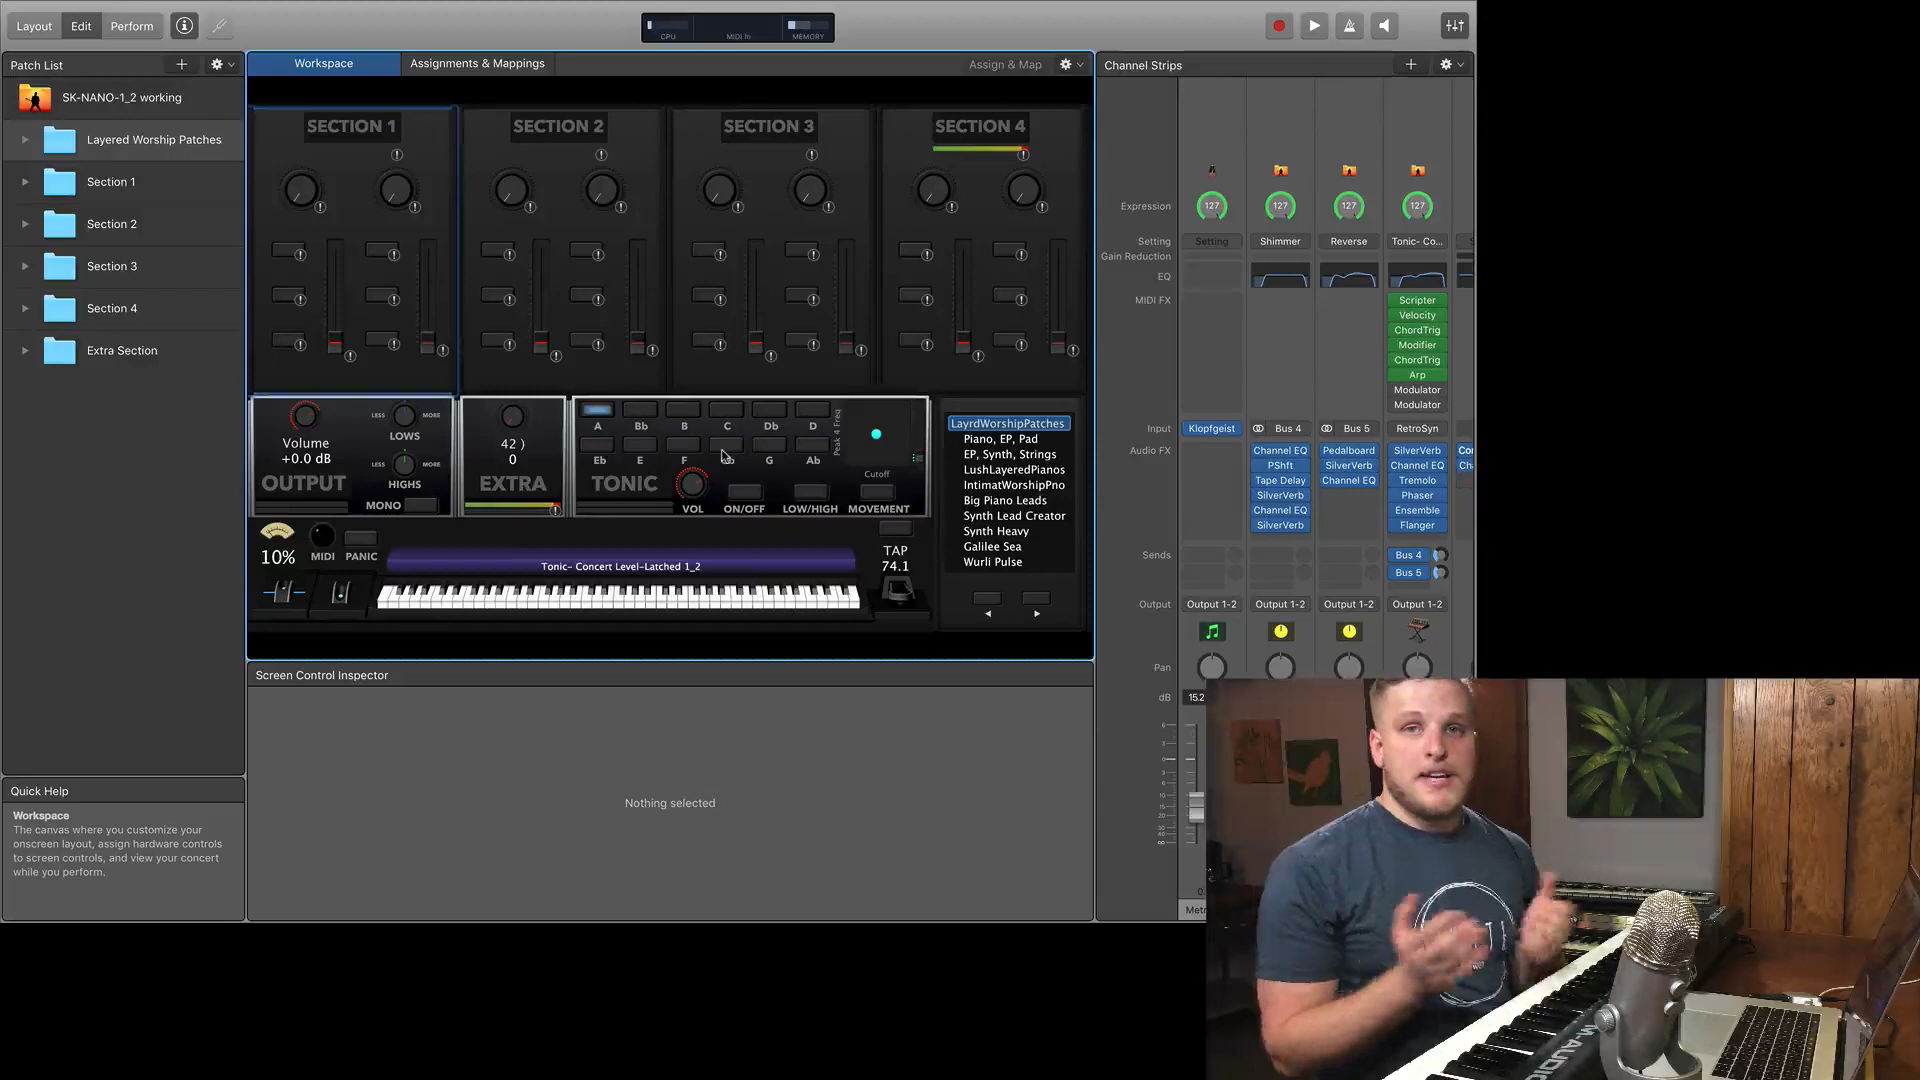 Layout Edit Perform
CPU MIDI In MEMORY
Patch List
SK-NANO-1_2 working
Layered Worship Patches
Section 1
Section 2
Section 3
Section 4
Extra Section
Quick Help
Workspace
The canvas where you customize your
onscreen layout, assign hardware controls
to screen controls, and view your concert
while you perform.
Workspace Assignments & Mappings Assign & Map
SECTION 1 SECTION 2 SECTION 3 SECTION 4
Volume
+0.0 dB
OUTPUT
LESS MORE
LOWS
LESS MORE
HIGHS
MONO
42 )
0
EXTRA
A Bb B C Db D
Eb E F G Ab
TONIC
VOL ON/OFF LOW/HIGH MOVEMENT
Peak 4 Freq
Cutoff
10%
MIDI PANIC
Tonic- Concert Level-Latched 1_2
TAP
74.1
LayrdWorshipPatches
Piano, EP, Pad
EP, Synth, Strings
LushLayeredPianos
IntimatWorshipPno
Big Piano Leads
Synth Lead Creator
Synth Heavy
Galilee Sea
Wurli Pulse
Screen Control Inspector
Nothing selected
Channel Strips
Expression 127 127 127 127
Setting Setting Shimmer Reverse Tonic- Co...
Gain Reduction
EQ
MIDI FX Scripter
Velocity
ChordTrig
Modifier
ChordTrig
Arp
Modulator
Modulator
Input Klopfgeist Bus 4 Bus 5 RetroSyn
Audio FX Channel EQ Pedalboard SilverVerb
PShft SilverVerb Channel EQ
Tape Delay Channel EQ Tremolo
SilverVerb Phaser
Channel EQ Ensemble
SilverVerb Flanger
Sends Bus 4
Bus 5
Output Output 1-2 Output 1-2 Output 1-2 Output 1-2
Pan
dB 15.2
M-AUDIO